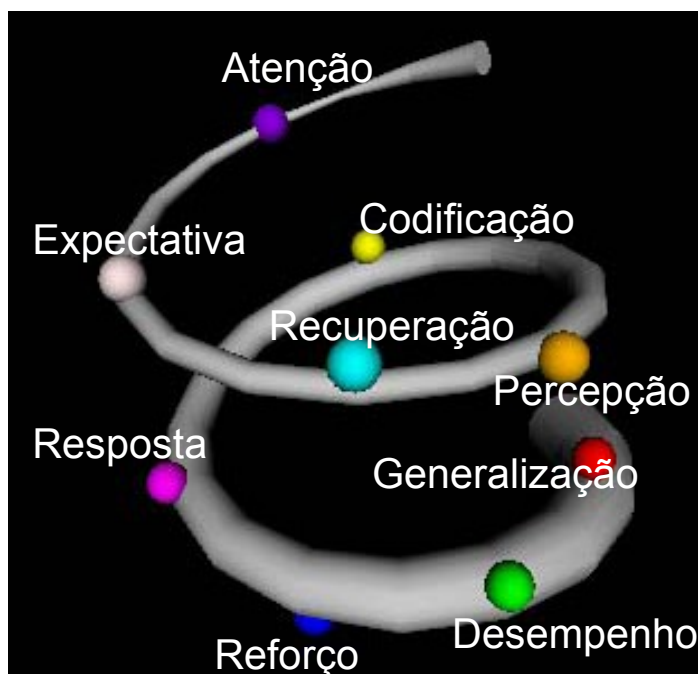 Atenção
Codificação
Expectativa
Recuperação
Percepção
Resposta
Generalização
Desempenho
Reforço